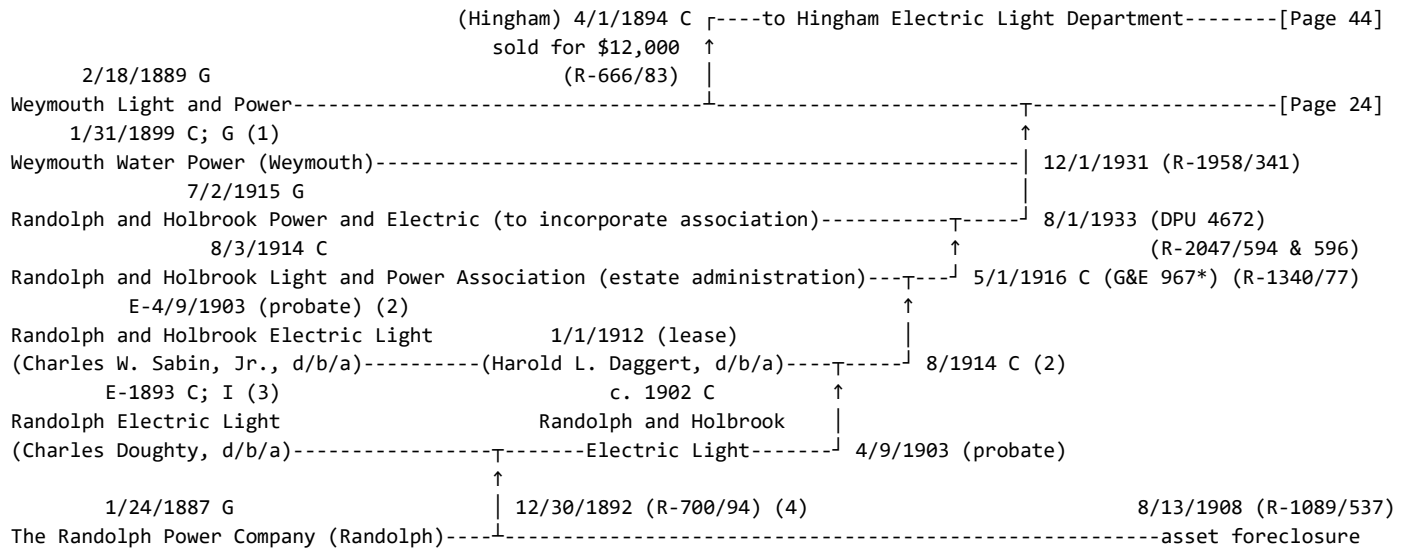 (Hingham) 4/1/1894 C ┌----to Hingham Electric Light Department--------[Page 44]
sold for $12,000 ↑
2/18/1889 G (R-666/83) │
Weymouth Light and Power-----------------------------------┴--------------------------┬---------------------[Page 24]
1/31/1899 C; G (1) ↑
Weymouth Water Power (Weymouth)-------------------------------------------------------│ 12/1/1931 (R-1958/341)
7/2/1915 G │
Randolph and Holbrook Power and Electric (to incorporate association)-----------┬-----┘ 8/1/1933 (DPU 4672)
8/3/1914 C ↑ (R-2047/594 & 596)
Randolph and Holbrook Light and Power Association (estate administration)---┬---┘ 5/1/1916 C (G&E 967*) (R-1340/77)
E-4/9/1903 (probate) (2) ↑
Randolph and Holbrook Electric Light 1/1/1912 (lease) │
(Charles W. Sabin, Jr., d/b/a)----------(Harold L. Daggert, d/b/a)----┬-----┘ 8/1914 C (2)
E-1893 C; I (3) c. 1902 C ↑
Randolph Electric Light Randolph and Holbrook │
(Charles Doughty, d/b/a)-----------------┬-------Electric Light-------┘ 4/9/1903 (probate)
↑
1/24/1887 G │ 12/30/1892 (R-700/94) (4) 8/13/1908 (R-1089/537)
The Randolph Power Company (Randolph)----┴--------------------------------------------------------asset foreclosure